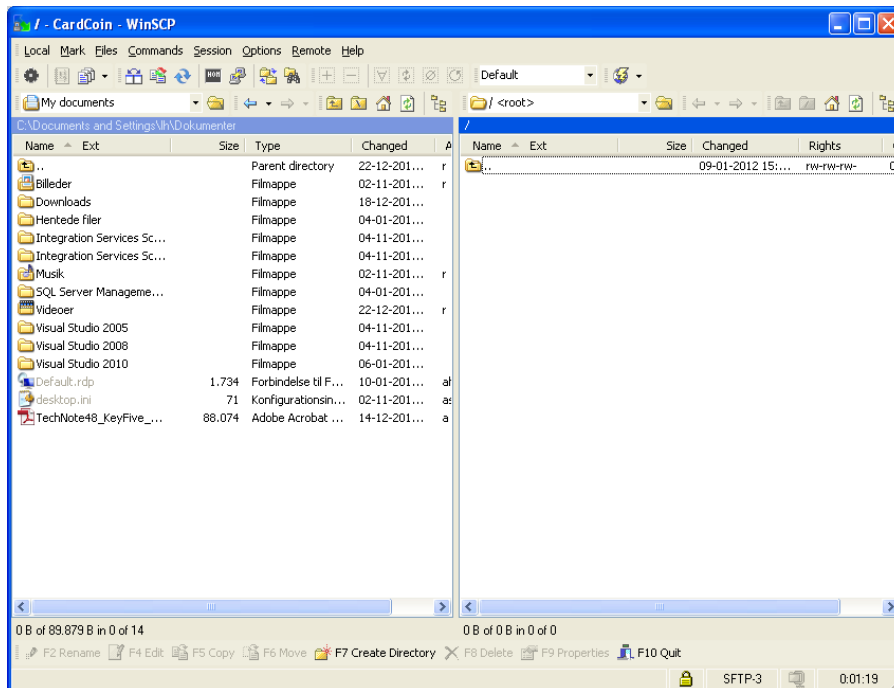 / - CardCoin - WinSCP
Local Mark Files Commands Session Options Remote Help
Default
My documents
/ <root>
C:\Documents and Settings\lh\Dokumenter
/
Name Ext Size Type Changed A
Name Ext Size Changed Rights
.. Parent directory 22-12-201... r
.. 09-01-2012 15:... rw-rw-rw- 0
Billeder Filmappe 02-11-201... r
Downloads Filmappe 18-12-201...
Hentede filer Filmappe 04-01-201...
Integration Services Sc... Filmappe 04-11-201...
Integration Services Sc... Filmappe 04-11-201...
Musik Filmappe 02-11-201... r
SQL Server Manageme... Filmappe 04-01-201...
Videoer Filmappe 22-12-201... r
Visual Studio 2005 Filmappe 04-11-201...
Visual Studio 2008 Filmappe 04-11-201...
Visual Studio 2010 Filmappe 06-01-201...
Default.rdp 1.734 Forbindelse til F... 10-01-201... ah
desktop.ini 71 Konfigurationsin... 02-11-201... as
TechNote48_KeyFive_... 88.074 Adobe Acrobat ... 14-12-201... a
0 B of 89.879 B in 0 of 14
0 B of 0 B in 0 of 0
F2 Rename F4 Edit F5 Copy F6 Move F7 Create Directory F8 Delete F9 Properties F10 Quit
SFTP-3 0:01:19